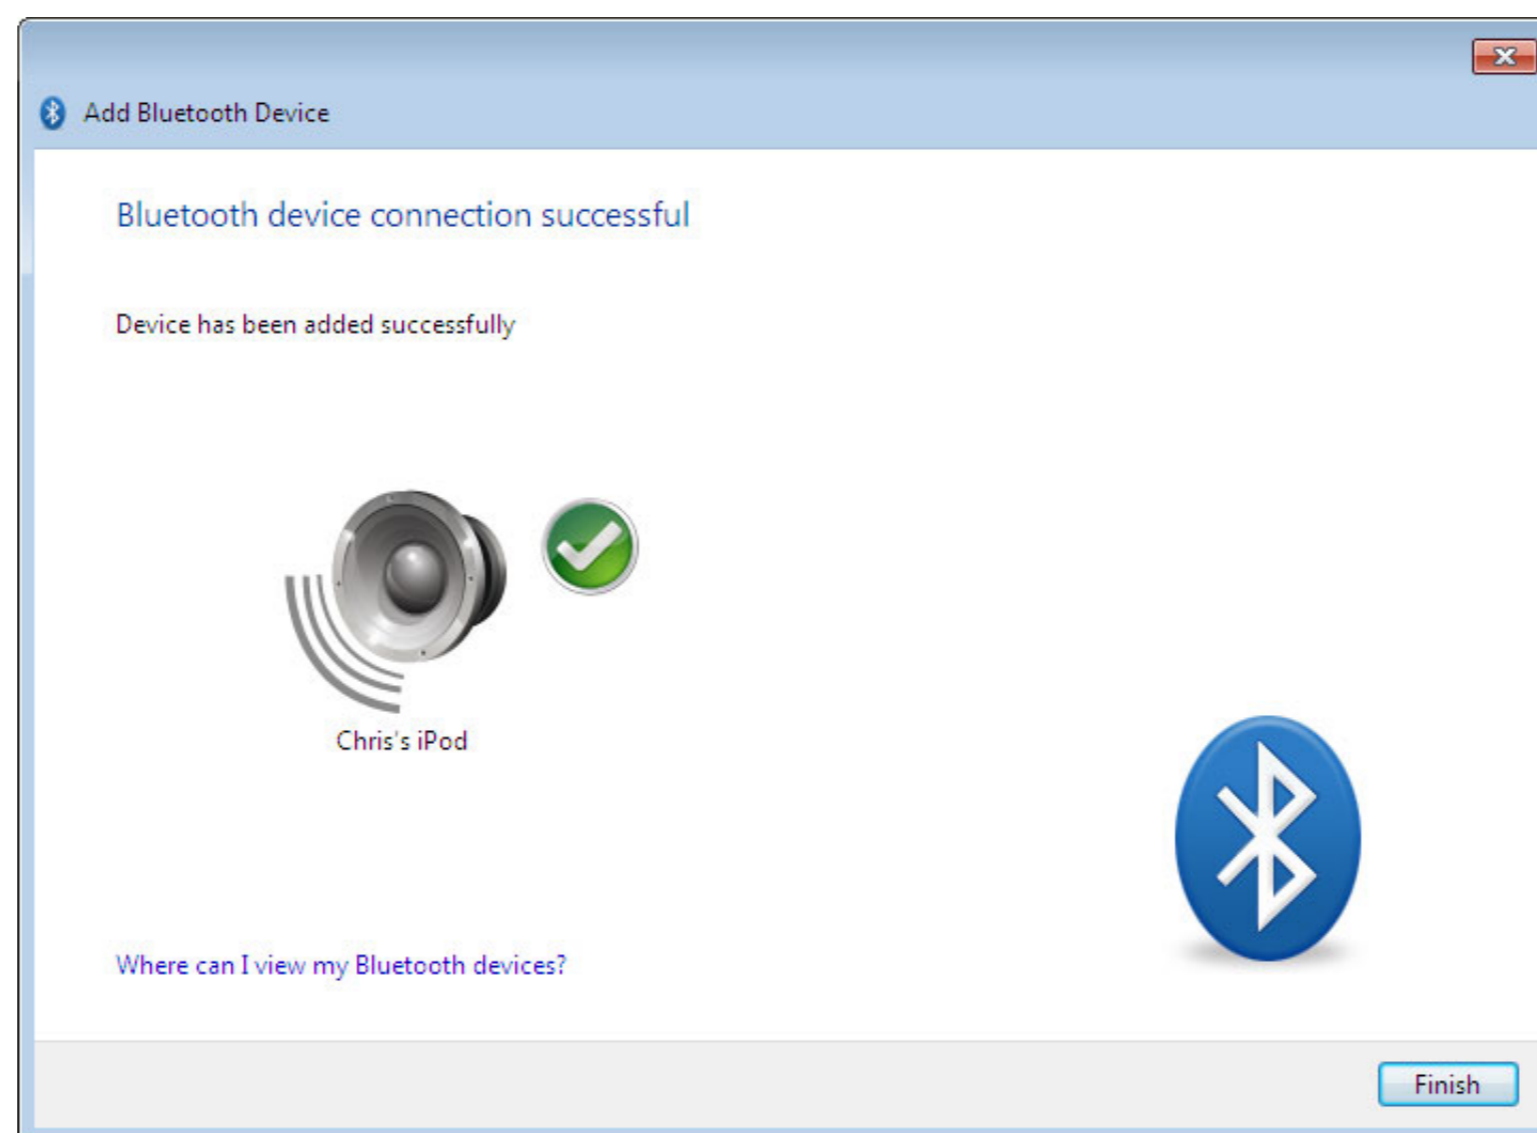 Add Bluetooth Device
Bluetooth device connection successful
Device has been added successfully
Chris's iPod
Where can I view my Bluetooth devices?
Finish